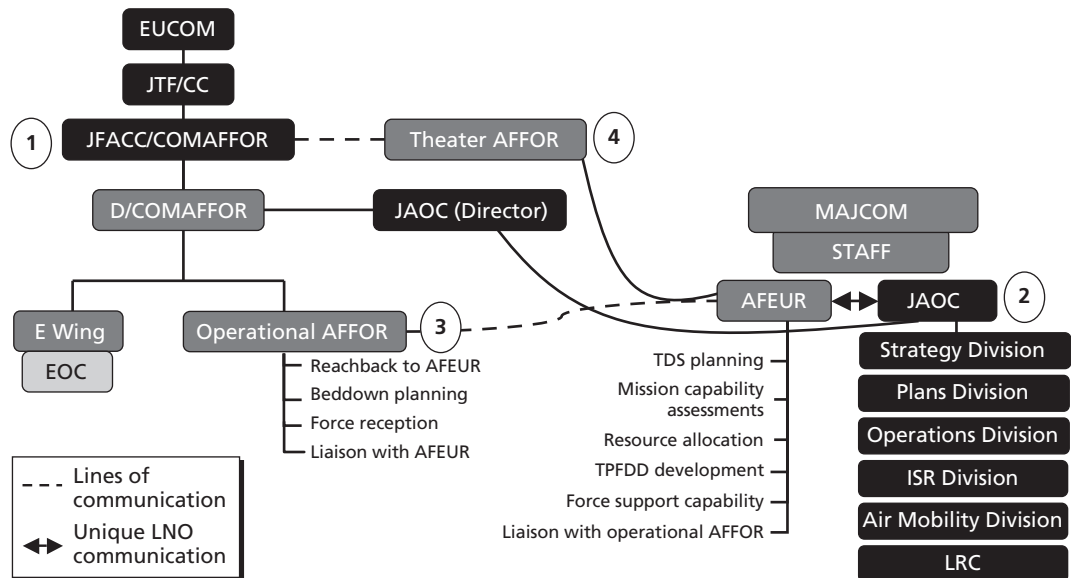 EUCOM
JTF/CC
1
JFACC/COMAFFOR
Theater AFFOR
4
D/COMAFFOR
JAOC (Director)
MAJCOM
STAFF
AFEUR
JAOC
2
E Wing
EOC
Operational AFFOR
3
Reachback to AFEUR
Beddown planning
Force reception
Liaison with AFEUR
TDS planning
Mission capability
assessments
Resource allocation
TPFDD development
Force support capability
Liaison with operational AFFOR
Strategy Division
Plans Division
Operations Division
ISR Division
Air Mobility Division
LRC
Lines of
communication
Unique LNO
communication